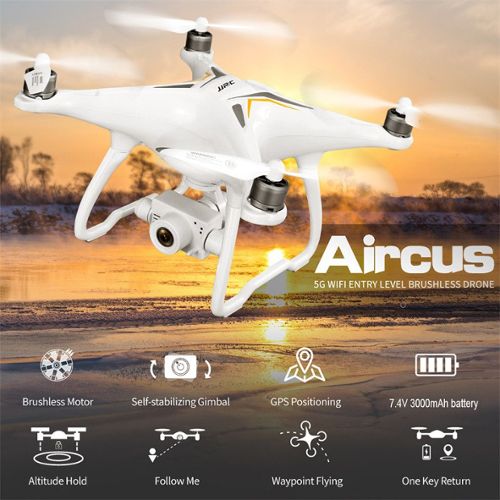 JJRC
Aircus
5G WIFI ENTRY LEVEL BRUSHLESS DRONE
Brushless Motor
Self-stabilizing Gimbal
GPS Positioning
7.4V 3000mAh battery
Altitude Hold
Follow Me
Waypoint Flying
One Key Return